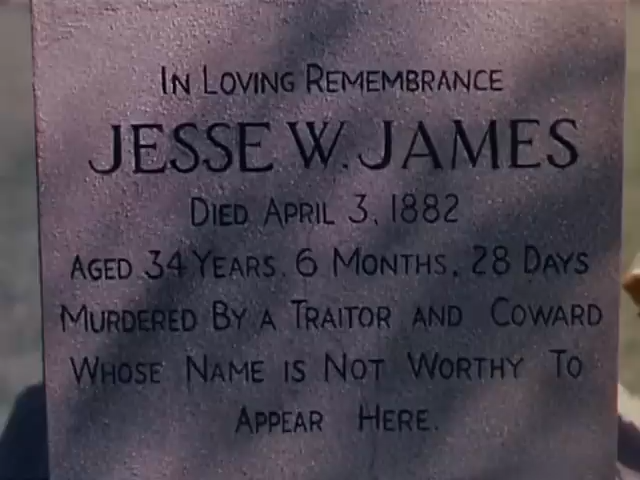 In Loving Remembrance
JESSE W. JAMES
Died April 3, 1882
Aged 34 Years, 6 Months, 28 Days
Murdered By a Traitor and Coward
Whose Name is Not Worthy To
Appear Here.